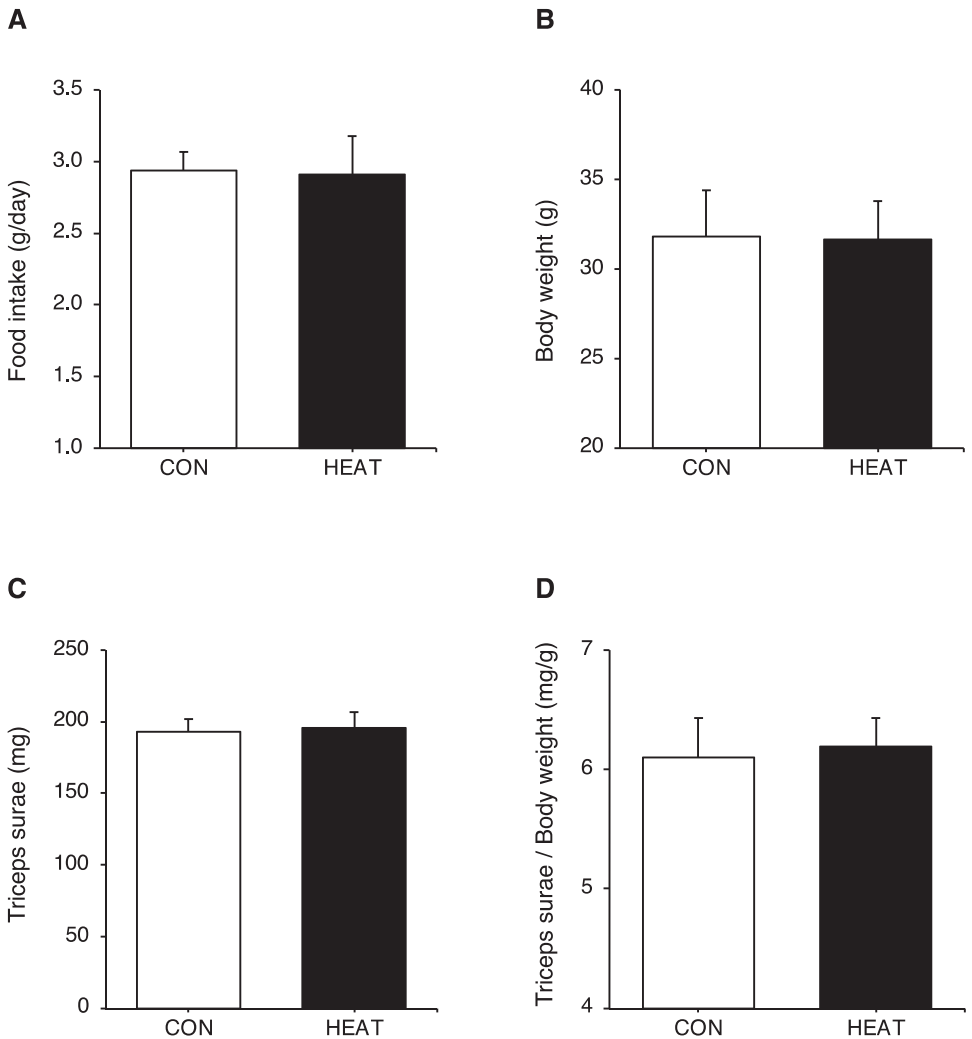 A
Food intake (g/day)
3.5
3.0
2.5
2.0
1.5
1.0
CON HEAT
B
Body weight (g)
40
35
30
25
20
CON HEAT
C
Triceps surae (mg)
250
200
150
100
50
0
CON HEAT
D
Triceps surae / Body weight (mg/g)
7
6
5
4
CON HEAT